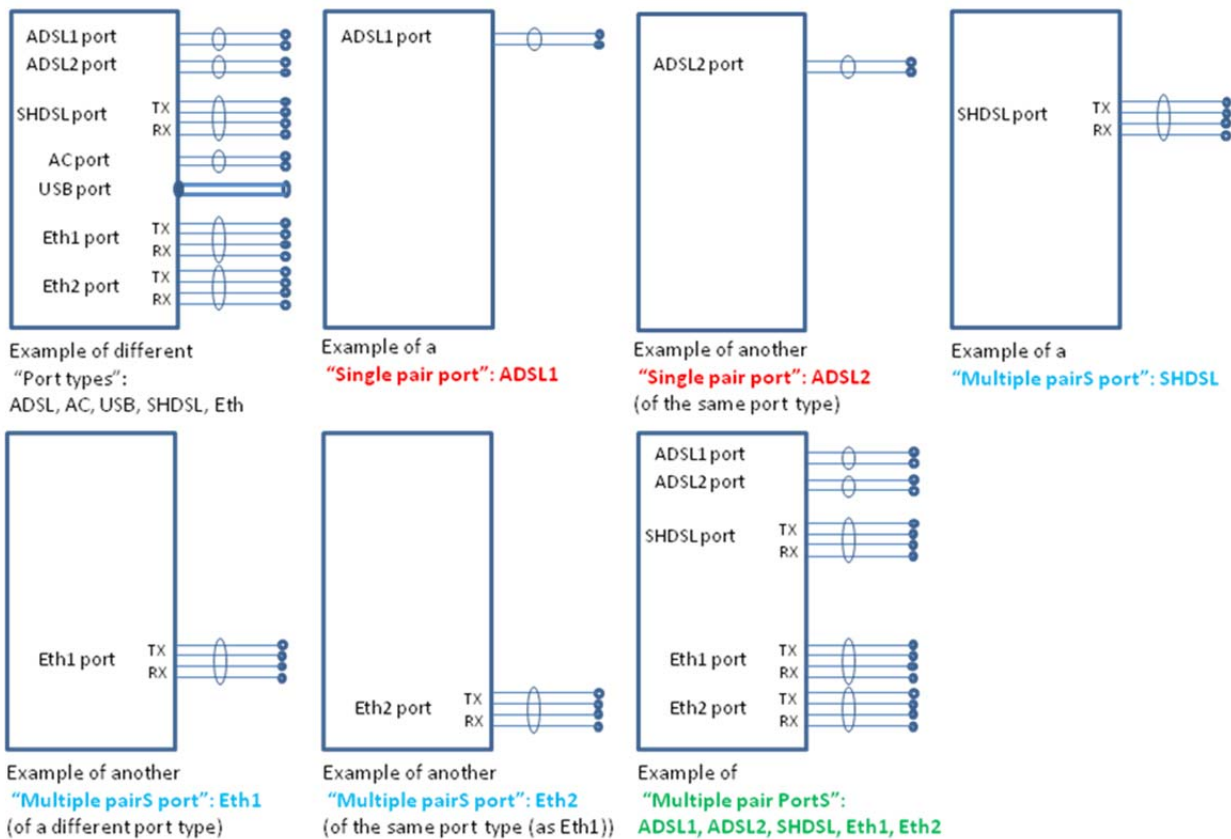 ADSL1 port
ADSL2 port
SHDSL port
TX
RX
AC port
USB port
Eth1 port
TX
RX
Eth2 port
TX
RX
Example of different
"Port types":
ADSL, AC, USB, SHDSL, Eth
ADSL1 port
Example of a
"Single pair port": ADSL1
ADSL2 port
Example of another
"Single pair port": ADSL2
(of the same port type)
SHDSL port
TX
RX
Example of a
"Multiple pairS port": SHDSL
Eth1 port
TX
RX
Example of another
"Multiple pairS port": Eth1
(of a different port type)
Eth2 port
TX
RX
Example of another
"Multiple pairS port": Eth2
(of the same port type (as Eth1))
ADSL1 port
ADSL2 port
SHDSL port
TX
RX
Eth1 port
TX
RX
Eth2 port
TX
RX
Example of
"Multiple pair PortS":
ADSL1, ADSL2, SHDSL, Eth1, Eth2